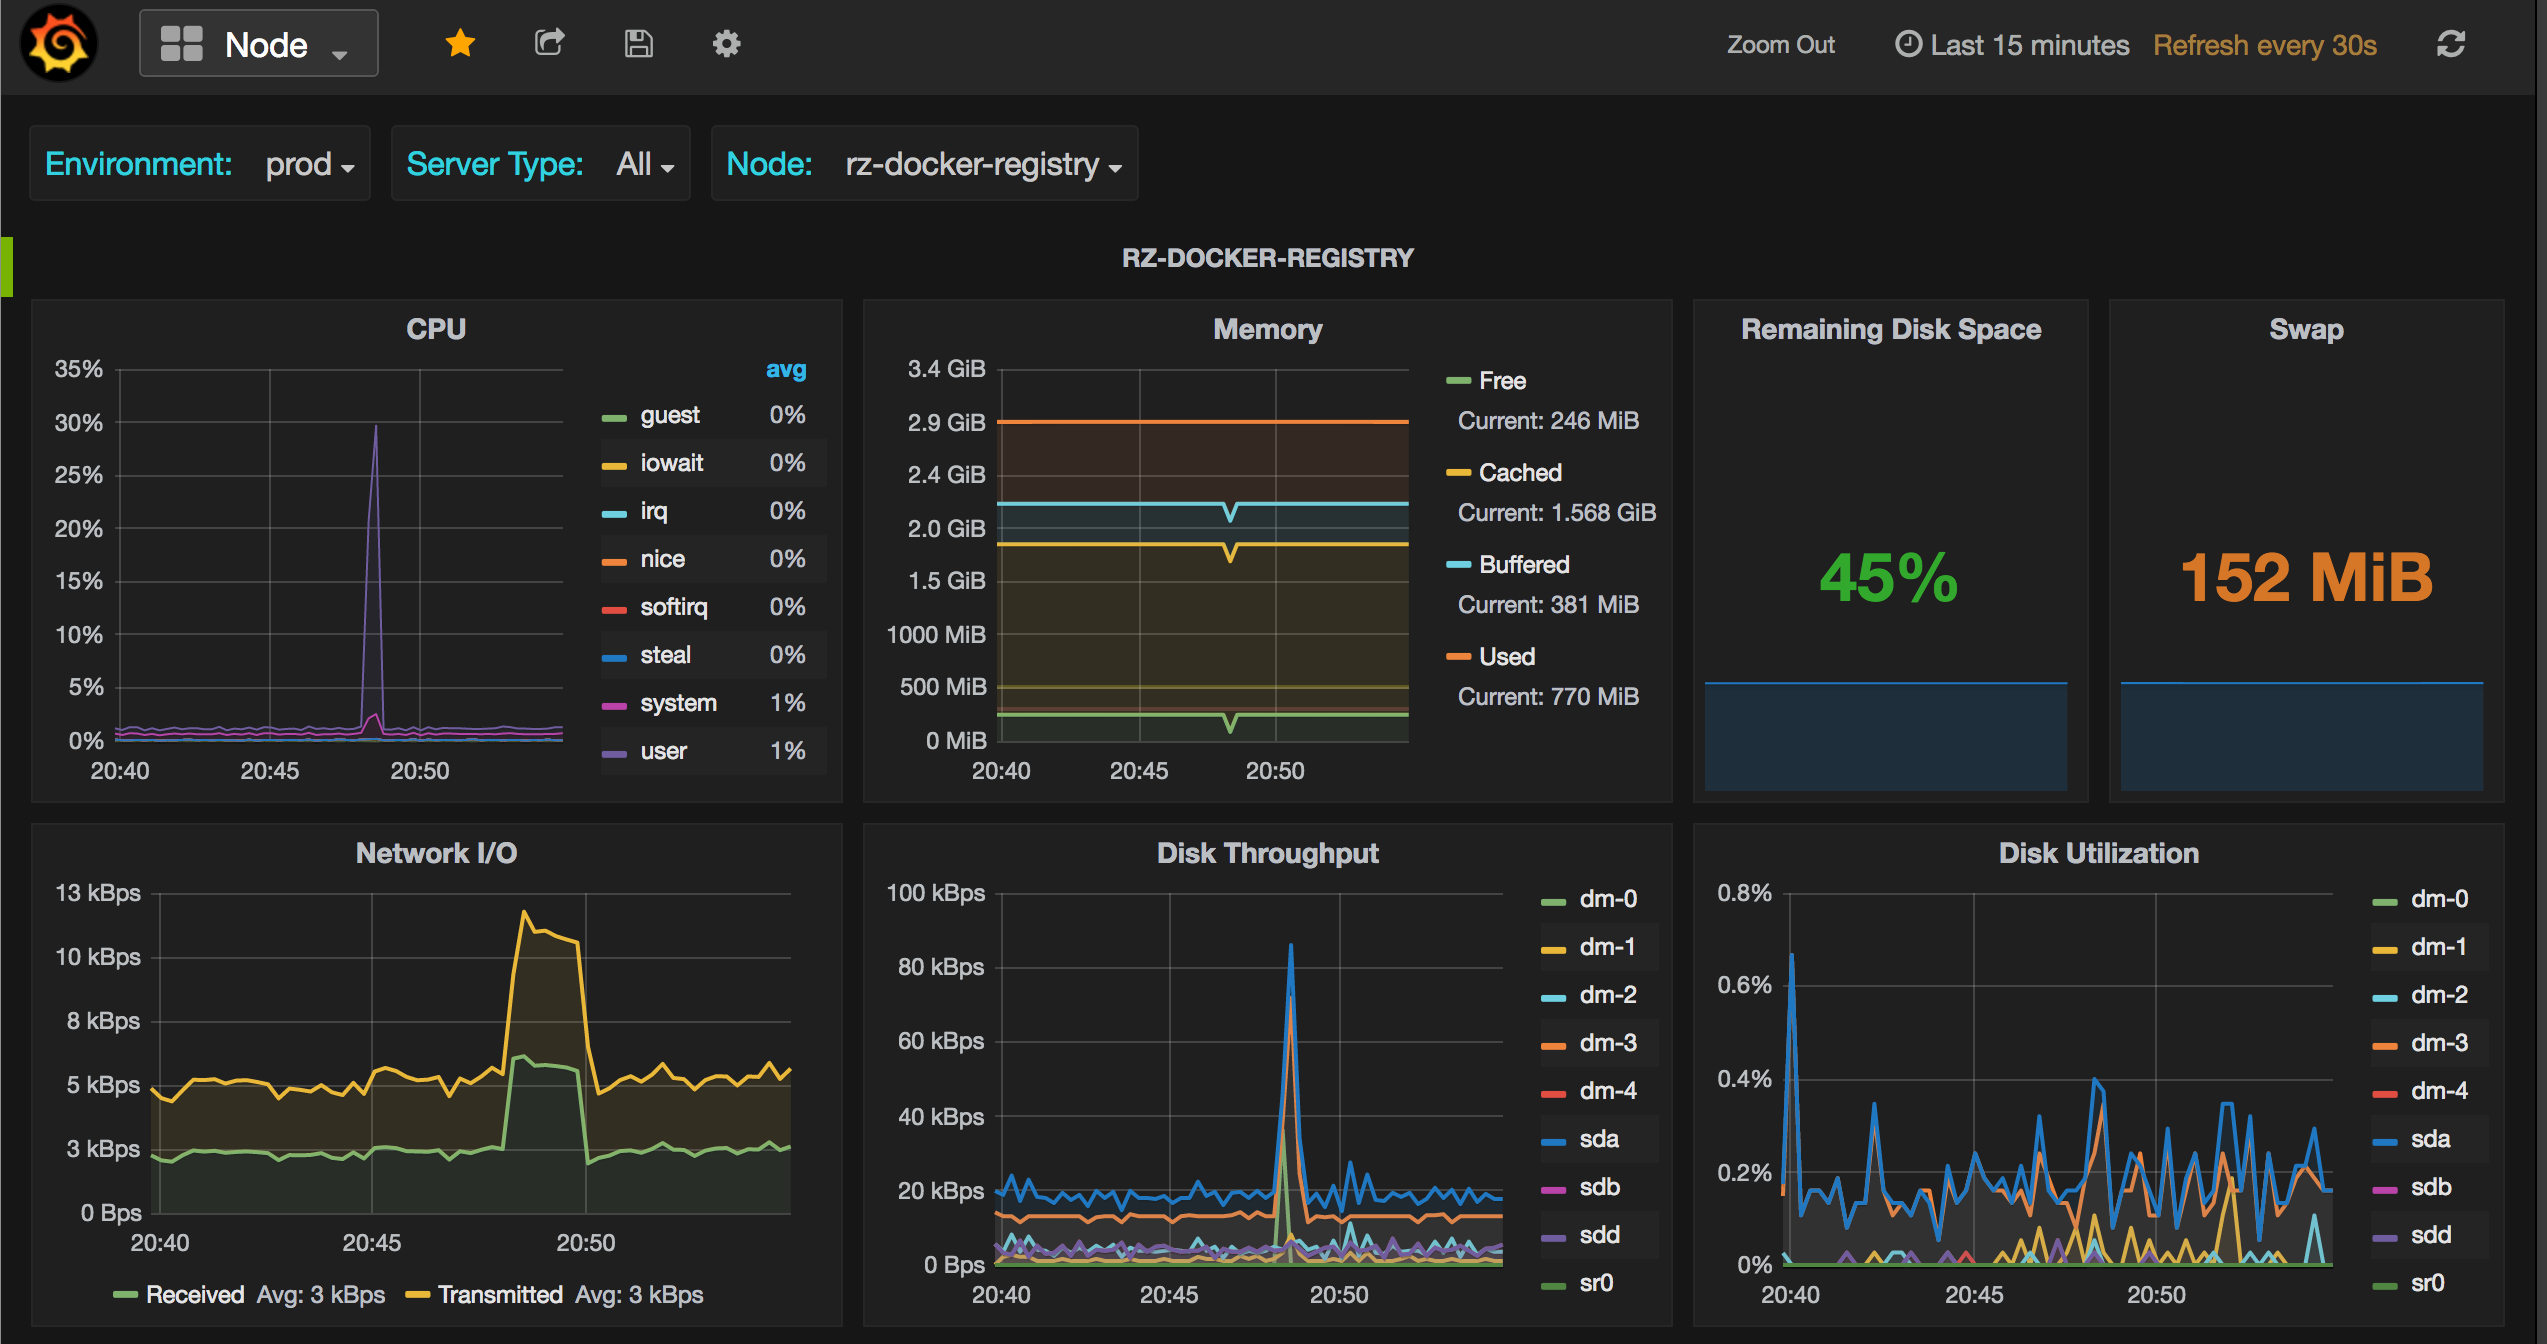 Node
Zoom Out Last 15 minutes Refresh every 30s
Environment: prod Server Type: All Node: rz-docker-registry
RZ-DOCKER-REGISTRY
CPU
35%
30%
25%
20%
15%
10%
5%
0%
20:40 20:45 20:50
avg
guest 0%
iowait 0%
irq 0%
nice 0%
softirq 0%
steal 0%
system 1%
user 1%
Memory
3.4 GiB
2.9 GiB
2.4 GiB
2.0 GiB
1.5 GiB
1000 MiB
500 MiB
0 MiB
20:40 20:45 20:50
Free
Current: 246 MiB
Cached
Current: 1.568 GiB
Buffered
Current: 381 MiB
Used
Current: 770 MiB
Remaining Disk Space
45%
Swap
152 MiB
Network I/O
13 kBps
10 kBps
8 kBps
5 kBps
3 kBps
0 Bps
20:40 20:45 20:50
Received Avg: 3 kBps Transmitted Avg: 3 kBps
Disk Throughput
100 kBps
80 kBps
60 kBps
40 kBps
20 kBps
0 Bps
20:40 20:45 20:50
dm-0
dm-1
dm-2
dm-3
dm-4
sda
sdb
sdd
sr0
Disk Utilization
0.8%
0.6%
0.4%
0.2%
0%
20:40 20:45 20:50
dm-0
dm-1
dm-2
dm-3
dm-4
sda
sdb
sdd
sr0